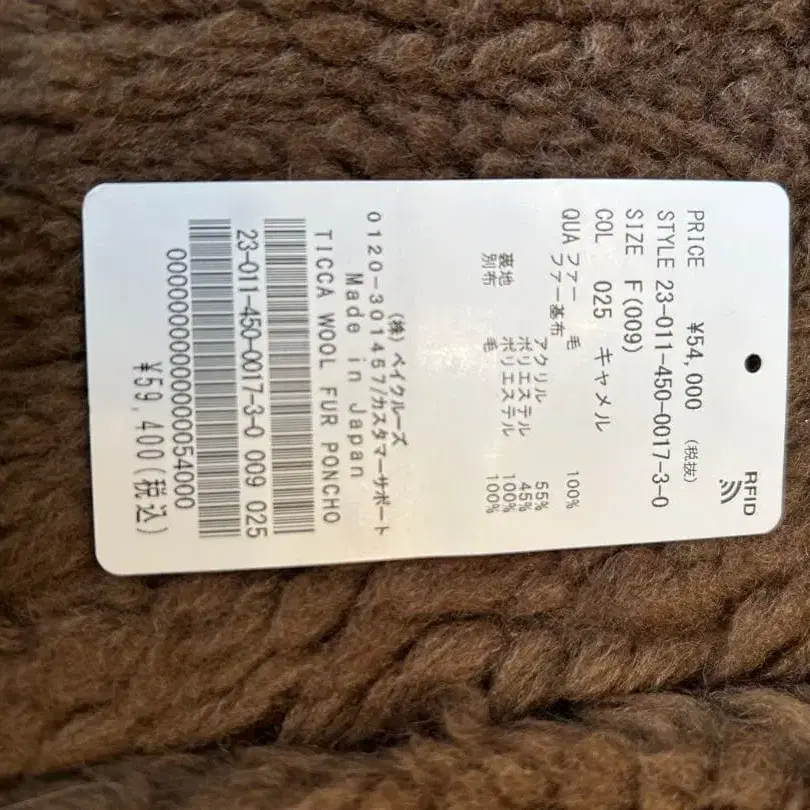 RFID
PRICE ¥54,000 (税抜)
STYLE 23-011-450-0017-3-0
SIZE F(009)
COL 025 キャメル
QUA ファー 毛 100%
ファー基布 アクリル 55%
ポリエステル 45%
裏地 ポリエステル 100%
別布 毛 100%
(株)ベイクルーズ
0120-301457/カスタマーサポート
Made in Japan
TICCA WOOL FUR PONCHO
23-011-450-0017-3-0 009 025
0000000000000054000
¥59,400(税込)